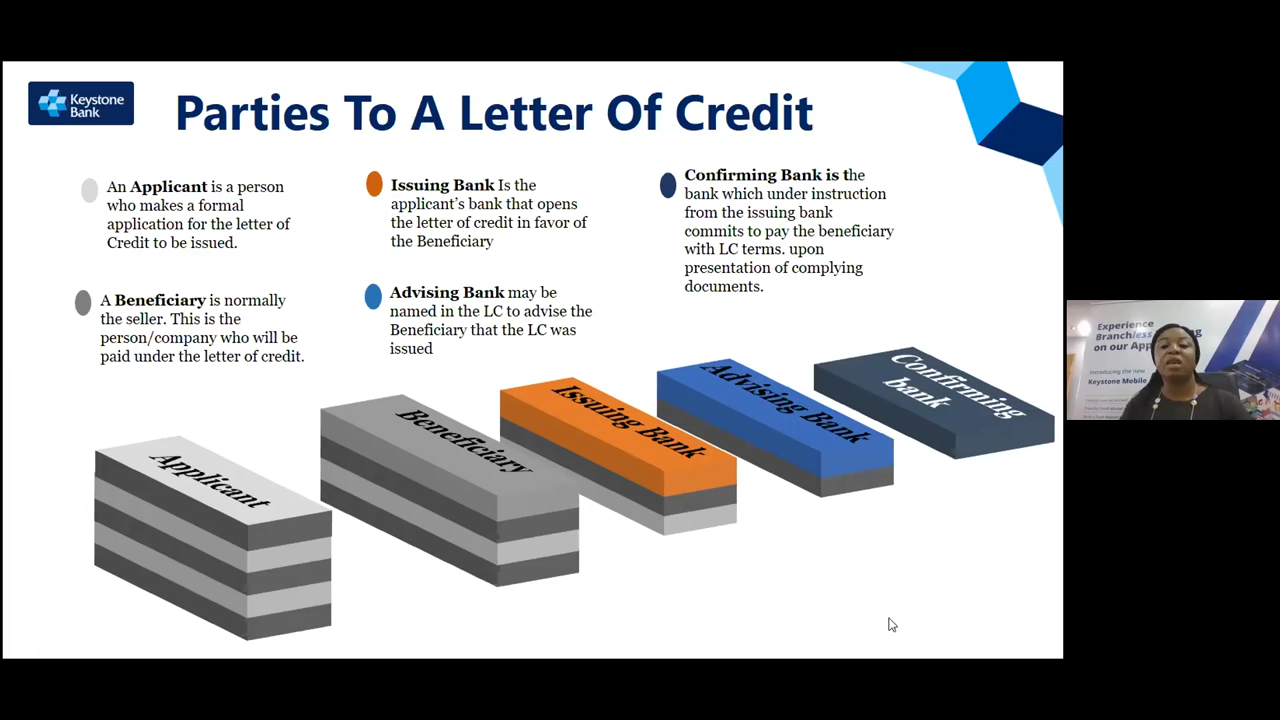 Keystone
Bank
Parties To A Letter Of Credit
An Applicant is a person
who makes a formal
application for the letter of
Credit to be issued.
A Beneficiary is normally
the seller. This is the
person/company who will be
paid under the letter of credit.
Issuing Bank Is the
applicant’s bank that opens
the letter of credit in favor of
the Beneficiary
Advising Bank may be
named in the LC to advise the
Beneficiary that the LC was
issued
Confirming Bank is the
bank which under instruction
from the issuing bank
commits to pay the beneficiary
with LC terms. upon
presentation of complying
documents.
Applicant
Beneficiary
Issuing Bank
Advising Bank
Confirming
bank
Experience
Branchless
on our App
Introducing the new
Keystone Mobile